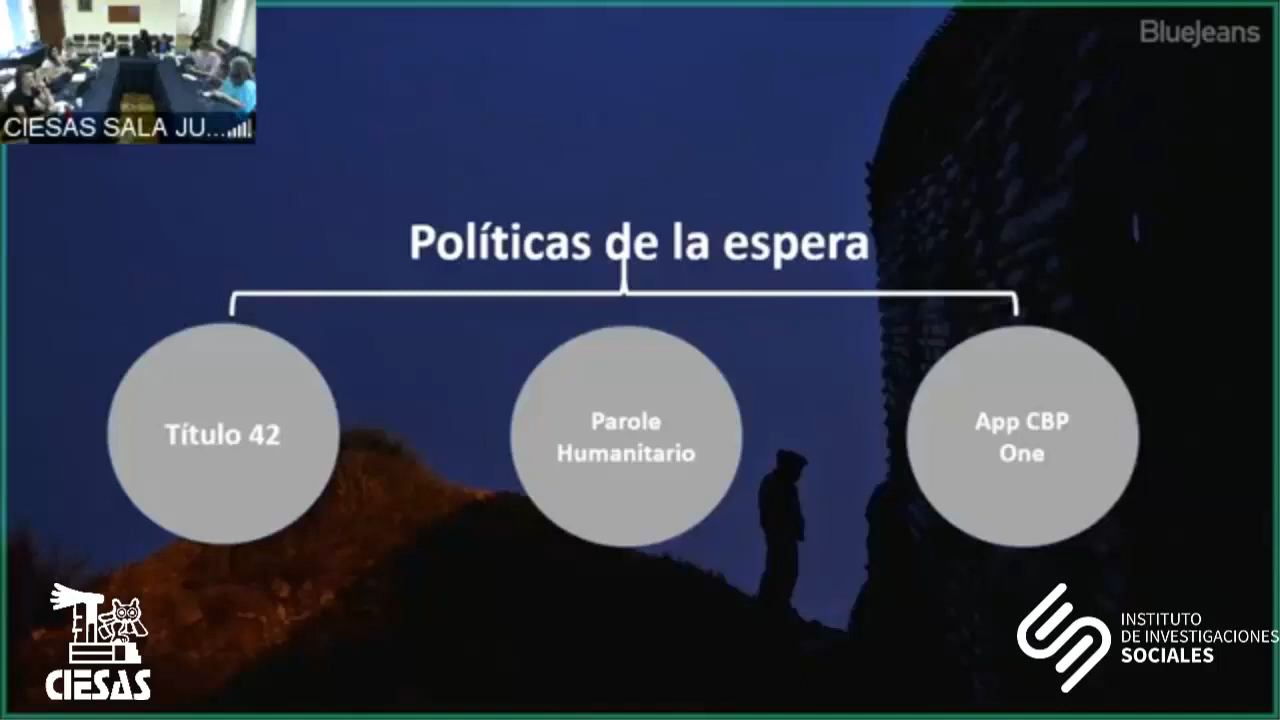 BlueJeans
CIESAS SALA JU...
Políticas de la espera
Título 42
Parole
Humanitario
App CBP
One
CIESAS
INSTITUTO
DE INVESTIGACIONES
SOCIALES